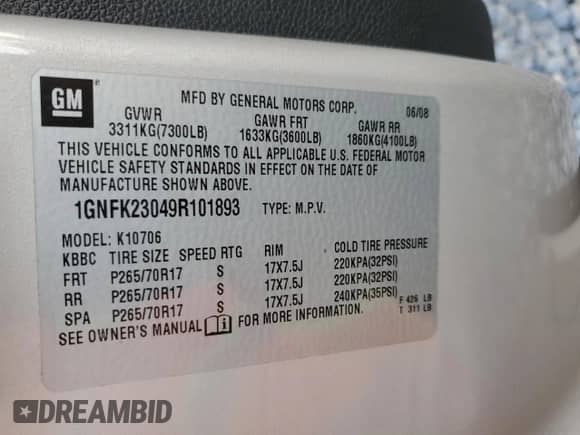 GM
MFD BY GENERAL MOTORS CORP. 06/08
GVWR GAWR FRT GAWR RR
3311KG(7300LB) 1633KG(3600LB) 1860KG(4100LB)
THIS VEHICLE CONFORMS TO ALL APPLICABLE U.S. FEDERAL MOTOR
VEHICLE SAFETY STANDARDS IN EFFECT ON THE DATE OF
MANUFACTURE SHOWN ABOVE.
1GNFK23049R101893 TYPE: M.P.V.
MODEL: K10706
KBBC TIRE SIZE SPEED RTG RIM COLD TIRE PRESSURE
FRT P265/70R17 S 17X7.5J 220KPA(32PSI)
RR P265/70R17 S 17X7.5J 220KPA(32PSI)
SPA P265/70R17 S 17X7.5J 240KPA(35PSI) F 426 LB
SEE OWNER'S MANUAL i FOR MORE INFORMATION. T 311 LB
DREAMBID